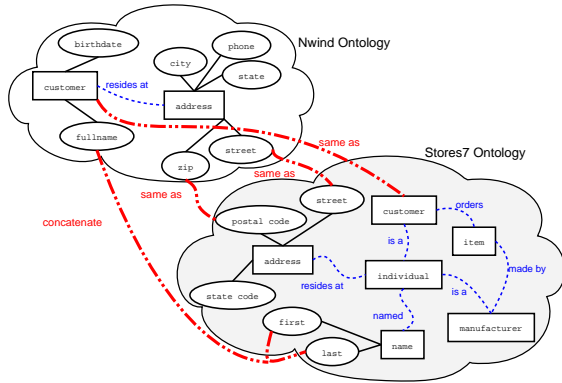 Nwind Ontology
birthdate
phone
city
state
customer
resides at
address
fullname
street
zip
same as
same as
same as
Stores7 Ontology
concatenate
street
postal code
customer
orders
item
is a
address
individual
resides at
is a
made by
state code
named
first
last
name
manufacturer